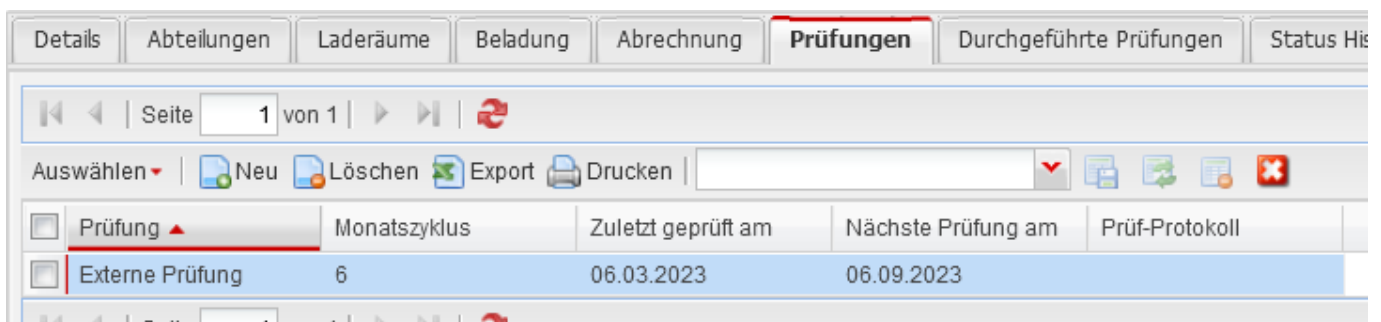 Details Abteilungen Laderäume Beladung Abrechnung Prüfungen Durchgeführte Prüfungen Status His
Seite 1 von 1
Auswählen Neu Löschen Export Drucken
Prüfung Monatszyklus Zuletzt geprüft am Nächste Prüfung am Prüf-Protokoll
Externe Prüfung 6 06.03.2023 06.09.2023